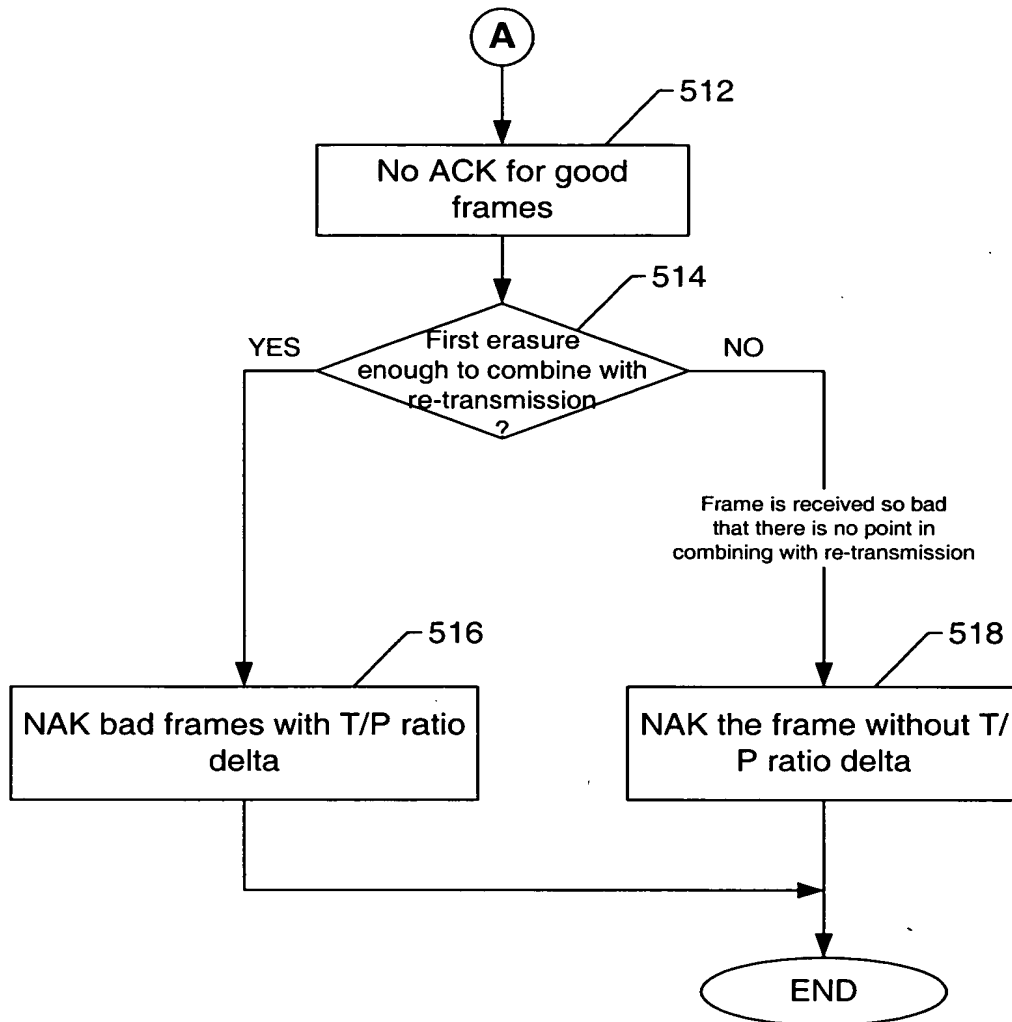 A
512
No ACK for good
frames
514
YES
First erasure
enough to combine with
re-transmission
?
NO
Frame is received so bad
that there is no point in
combining with re-transmission
516
NAK bad frames with T/P ratio
delta
518
NAK the frame without T/
P ratio delta
END